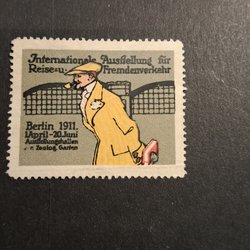 Internationale Ausstellung für
Reise u. Fremdenverkehr
Berlin 1911.
1. April-20. Juni
Ausstellungshallen
a. Zoolog. Garten